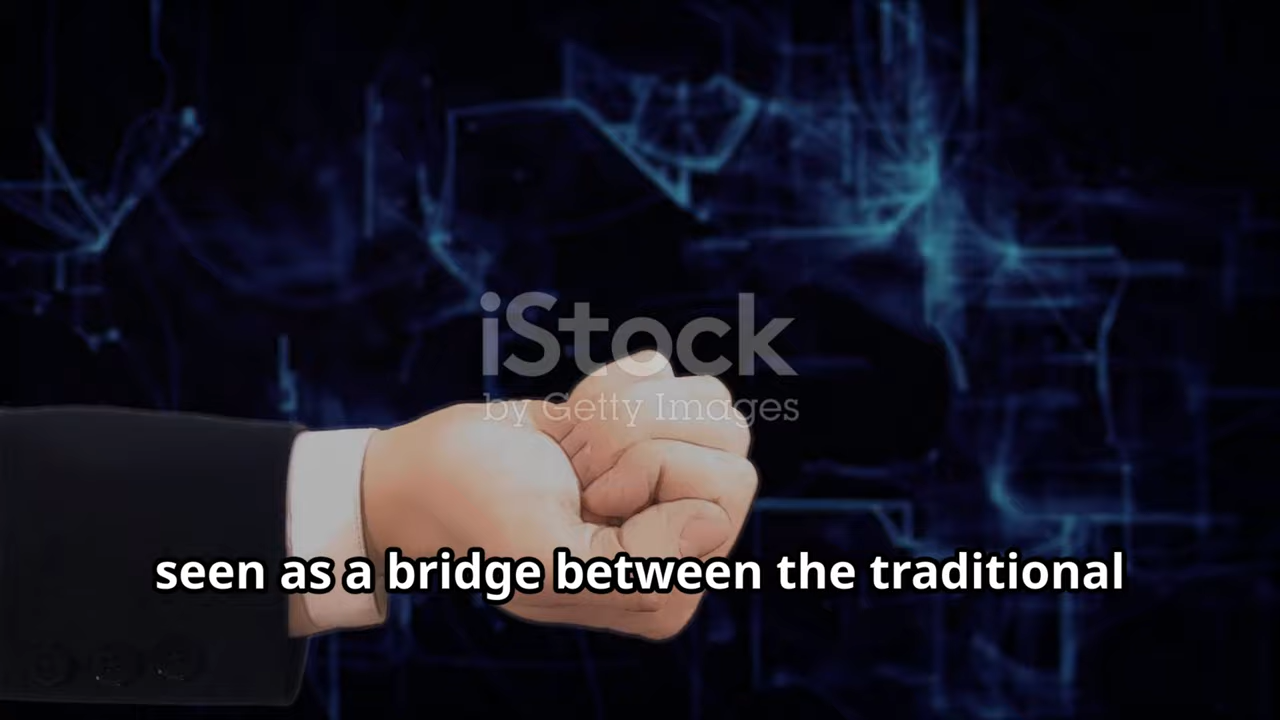 iStock
by Getty Images
seen as a bridge between the traditional